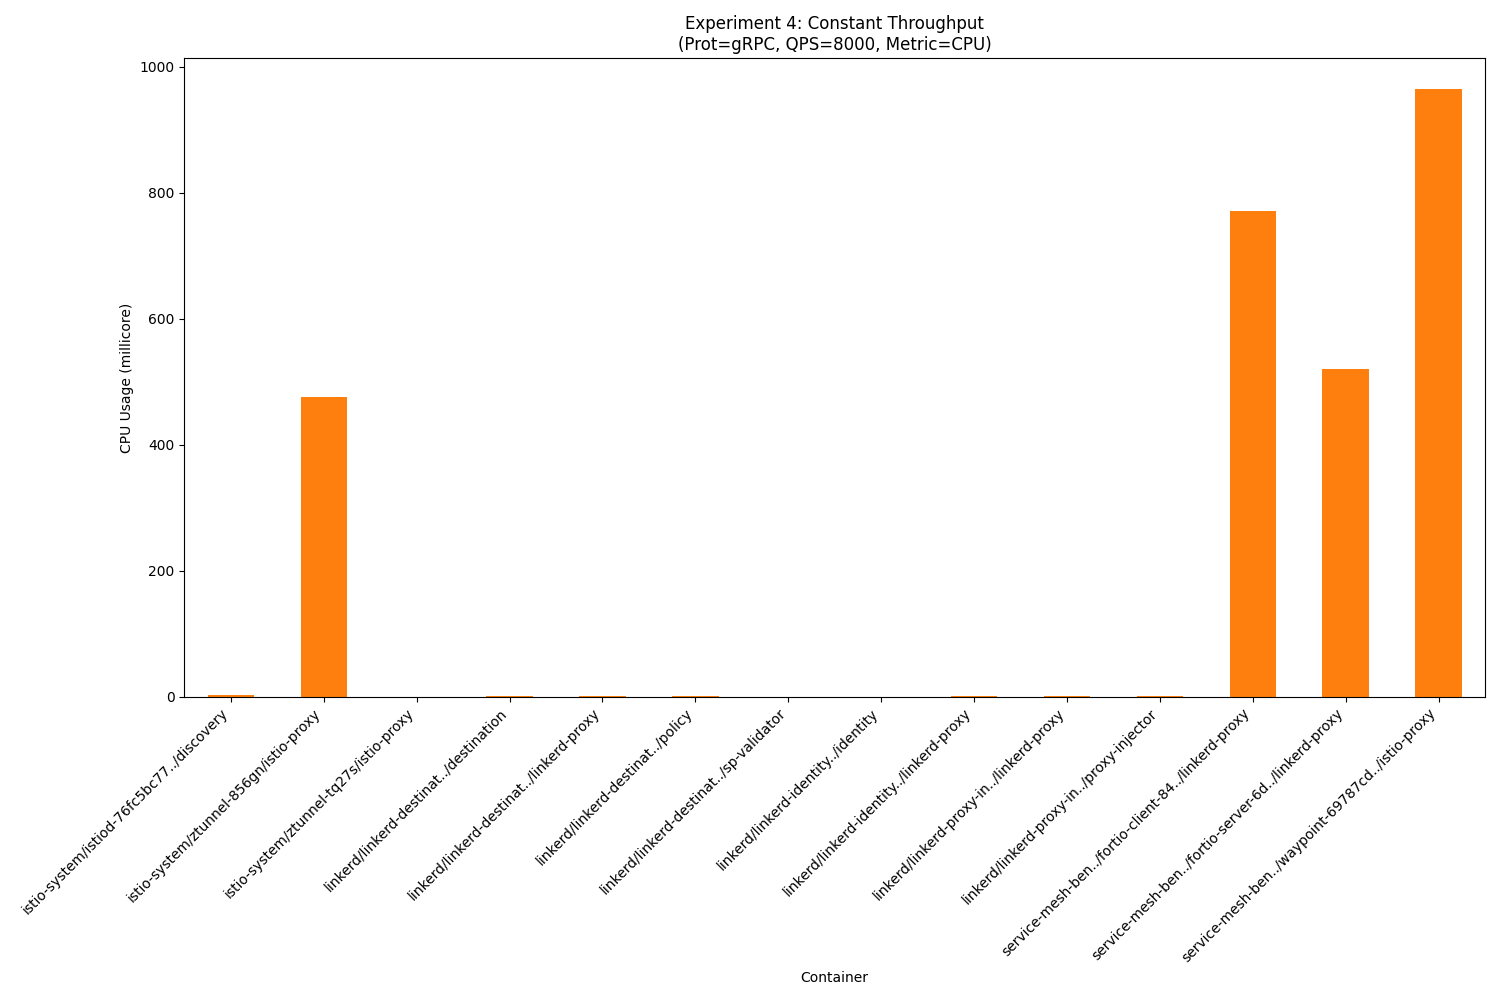 Experiment 4: Constant Throughput
(Prot=gRPC, QPS=8000, Metric=CPU)
CPU Usage (millicore)
1000
800
600
400
200
0
istio-system/istiod-76fc5bc77../discovery
istio-system/ztunnel-856gn/istio-proxy
istio-system/ztunnel-tq27s/istio-proxy
linkerd/linkerd-destinat../destination
linkerd/linkerd-destinat../linkerd-proxy
linkerd/linkerd-destinat../policy
linkerd/linkerd-destinat../sp-validator
linkerd/linkerd-identity../identity
linkerd/linkerd-identity../linkerd-proxy
linkerd/linkerd-proxy-in../linkerd-proxy
linkerd/linkerd-proxy-in../proxy-injector
service-mesh-ben../fortio-client-84../linkerd-proxy
service-mesh-ben../fortio-server-6d../linkerd-proxy
service-mesh-ben../waypoint-69787cd../istio-proxy
Container